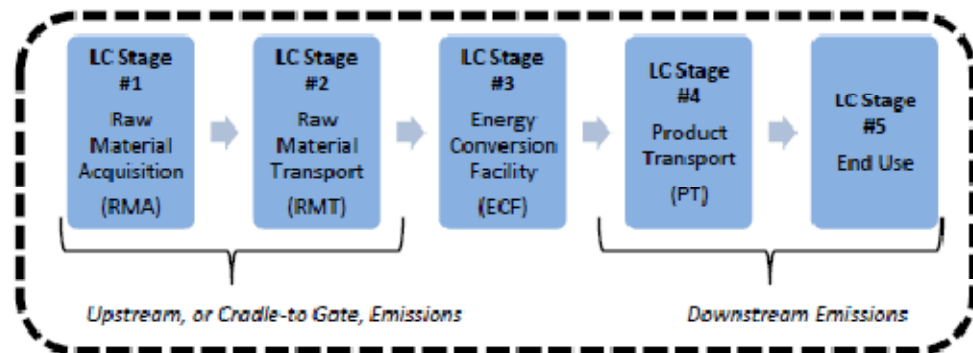 LC Stage
#1
Raw
Material
Acquisition
(RMA)
LC Stage
#2
Raw
Material
Transport
(RMT)
LC Stage
#3
Energy
Conversion
Facility
(ECF)
LC Stage
#4
Product
Transport
(PT)
LC Stage
#5
End Use
Upstream, or Cradle-to Gate, Emissions
Downstream Emissions